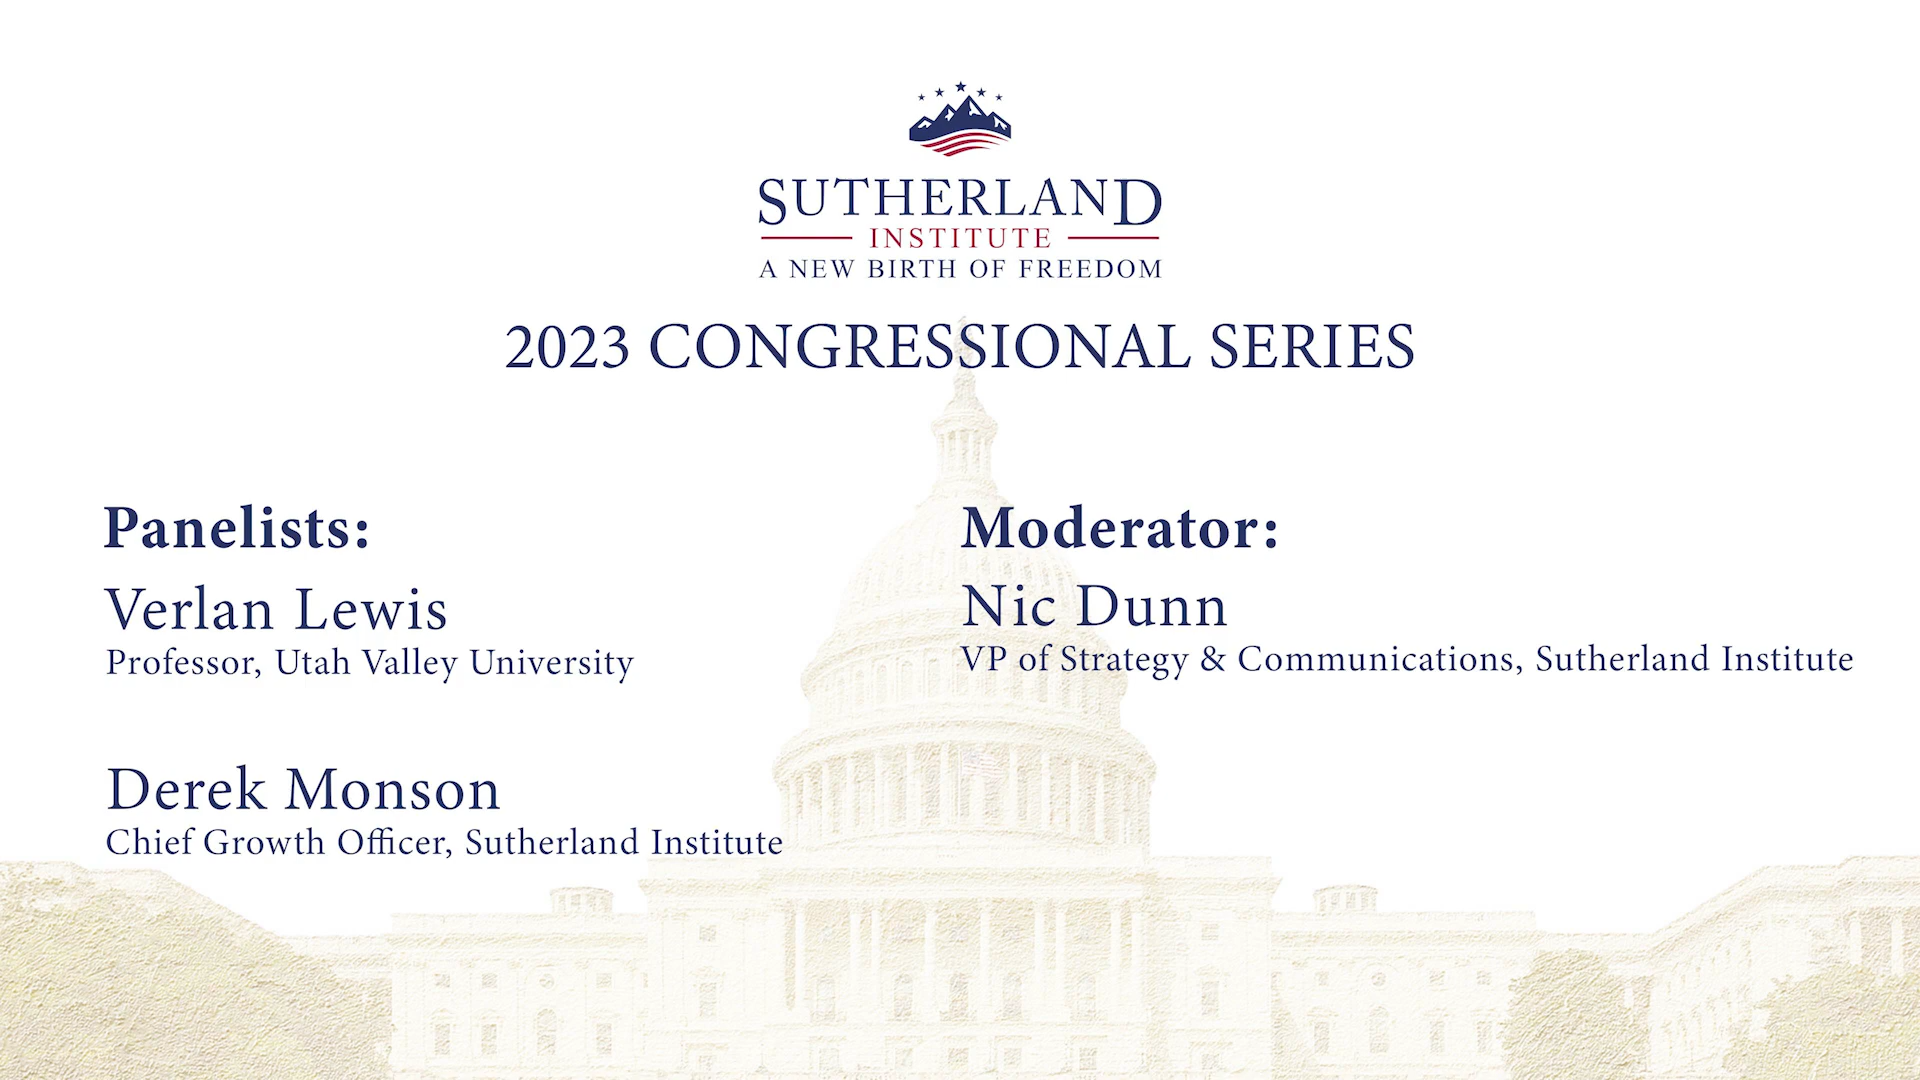 SUTHERLAND
INSTITUTE
A NEW BIRTH OF FREEDOM
2023 CONGRESSIONAL SERIES
Panelists:
Verlan Lewis
Professor, Utah Valley University
Derek Monson
Chief Growth Officer, Sutherland Institute
Moderator:
Nic Dunn
VP of Strategy & Communications, Sutherland Institute